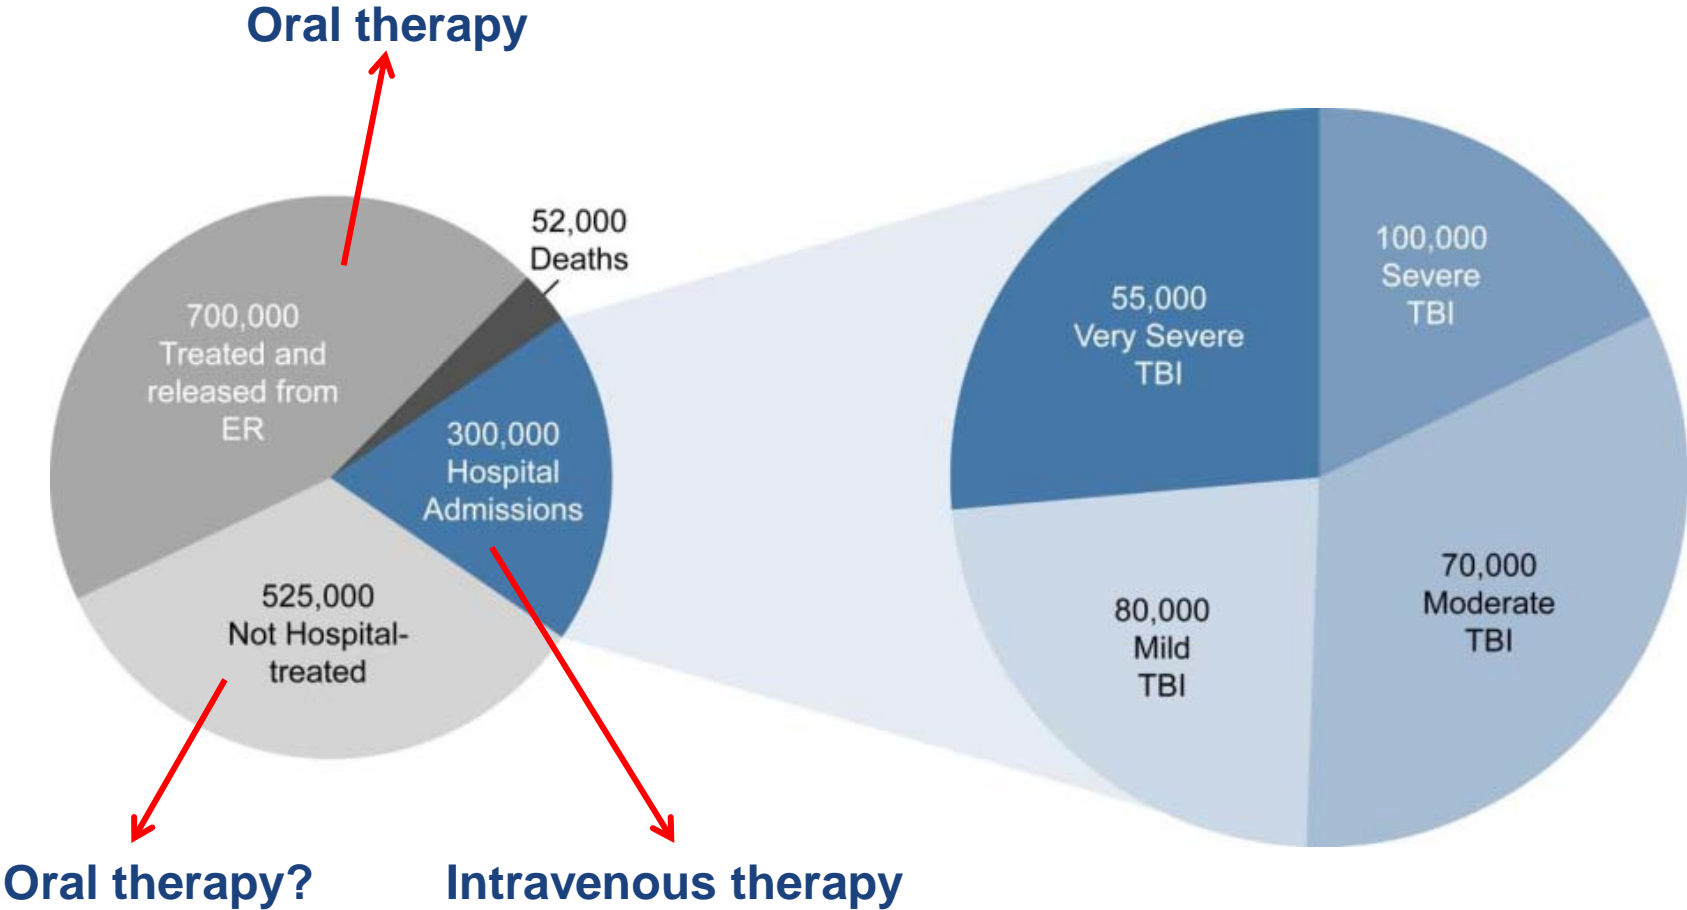 Oral therapy
52,000
Deaths
700,000
Treated and
released from
ER
300,000
Hospital
Admissions
525,000
Not Hospital-
treated
100,000
Severe
TBI
55,000
Very Severe
TBI
70,000
Moderate
TBI
80,000
Mild
TBI
Oral therapy?
Intravenous therapy